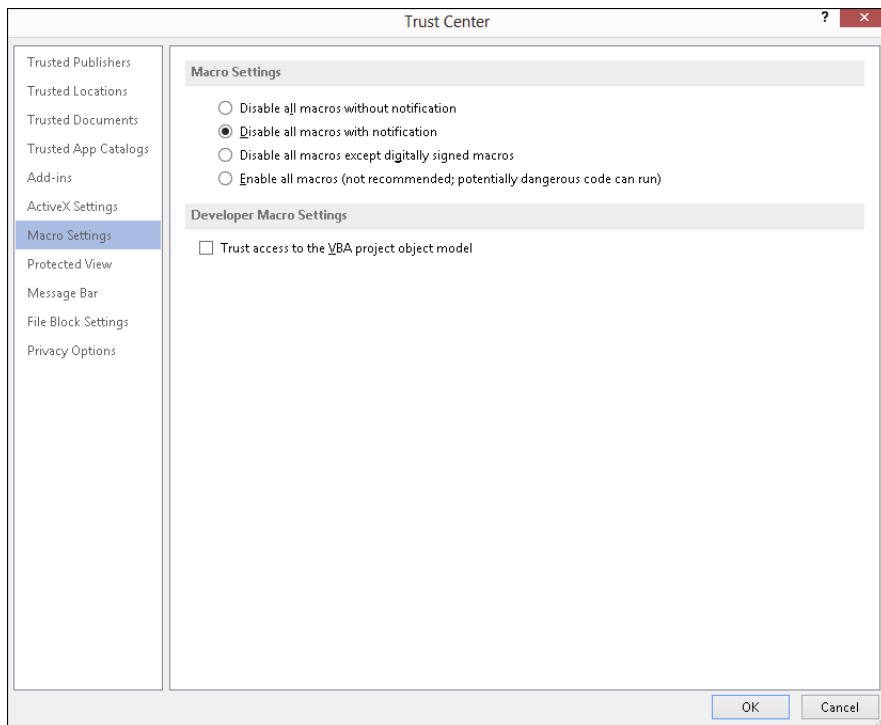 Trust Center
?
Trusted Publishers
Trusted Locations
Trusted Documents
Trusted App Catalogs
Add-ins
ActiveX Settings
Macro Settings
Protected View
Message Bar
File Block Settings
Privacy Options
Macro Settings
Disable all macros without notification
Disable all macros with notification
Disable all macros except digitally signed macros
Enable all macros (not recommended; potentially dangerous code can run)
Developer Macro Settings
Trust access to the VBA project object model
OK
Cancel